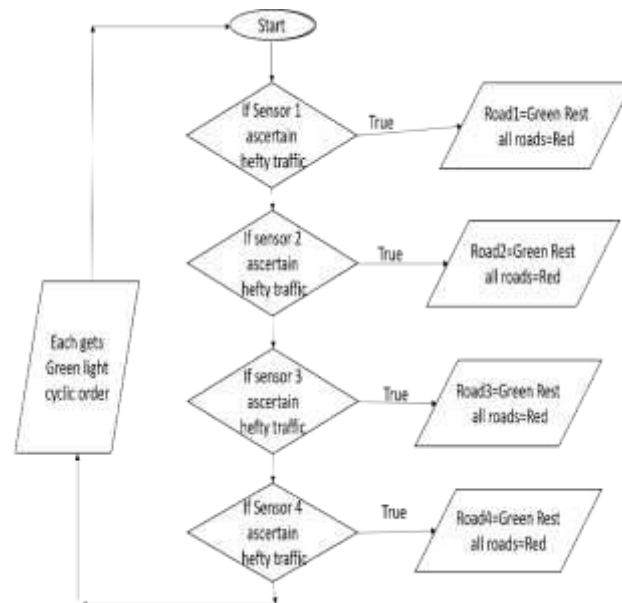 Start
If Sensor 1
ascertain
hefty traffic
True
Road1=Green Rest
all roads=Red
If sensor 2
ascertain
hefty traffic
True
Road2=Green Rest
all roads=Red
Each gets
Green light
cyclic order
If sensor 3
ascertain
hefty traffic
True
Road3=Green Rest
all roads=Red
If Sensor 4
ascertain
hefty traffic
True
Road4=Green Rest
all roads=Red